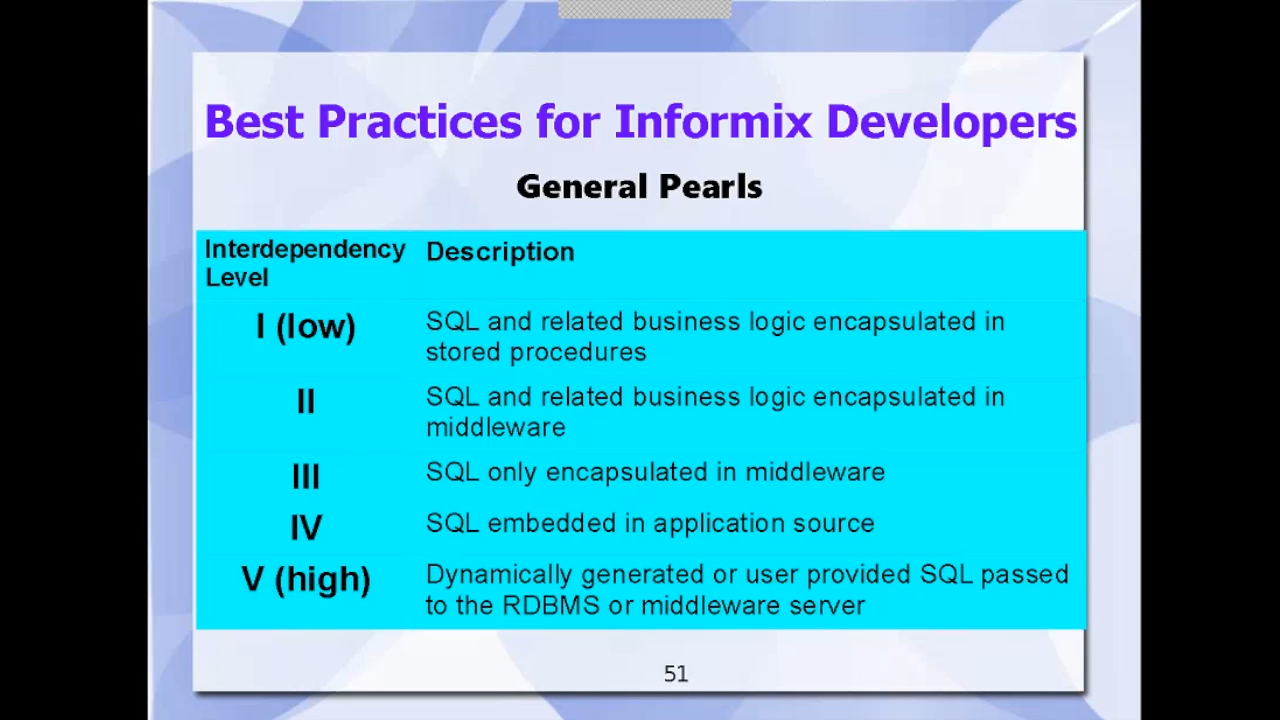 Best Practices for Informix Developers
General Pearls
Interdependency Level
Description
I (low)
SQL and related business logic encapsulated in
stored procedures
II
SQL and related business logic encapsulated in
middleware
III
SQL only encapsulated in middleware
IV
SQL embedded in application source
V (high)
Dynamically generated or user provided SQL passed
to the RDBMS or middleware server
51